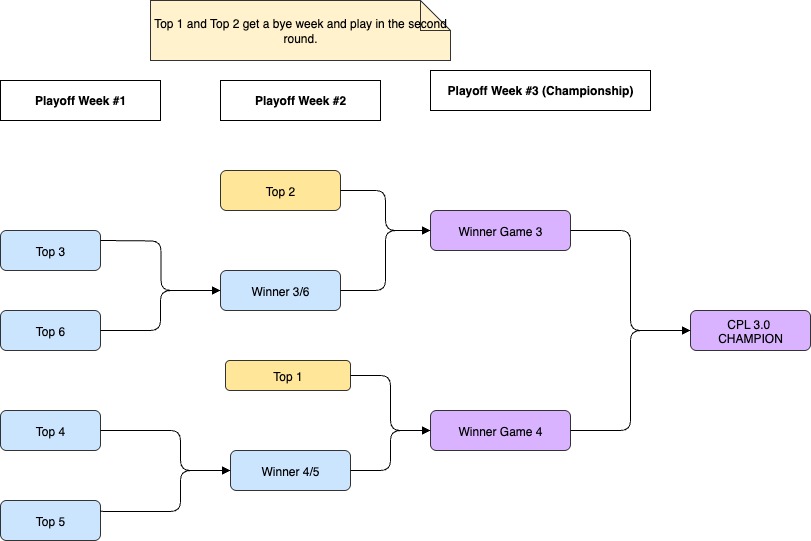 Top 1 and Top 2 get a bye week and play in the second
round.
Playoff Week #1
Playoff Week #2
Playoff Week #3 (Championship)
Top 2
Top 3
Winner Game 3
Winner 3/6
Top 6
CPL 3.0
CHAMPION
Top 1
Top 4
Winner Game 4
Winner 4/5
Top 5